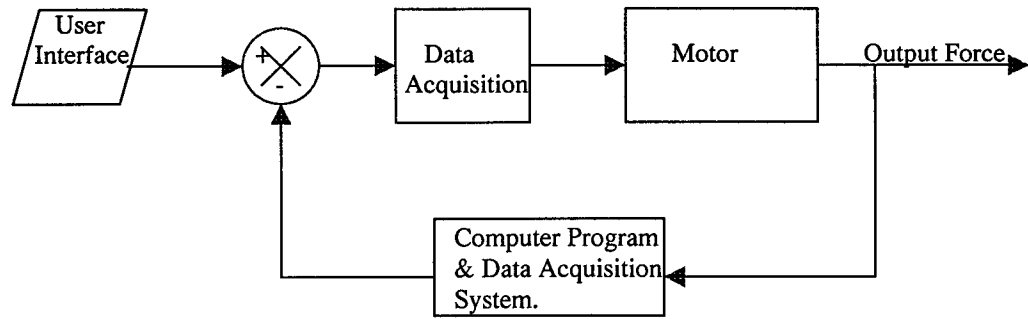 User
Interface
+
-
Data
Acquisition
Motor
Output Force
Computer Program
& Data Acquisition
System.